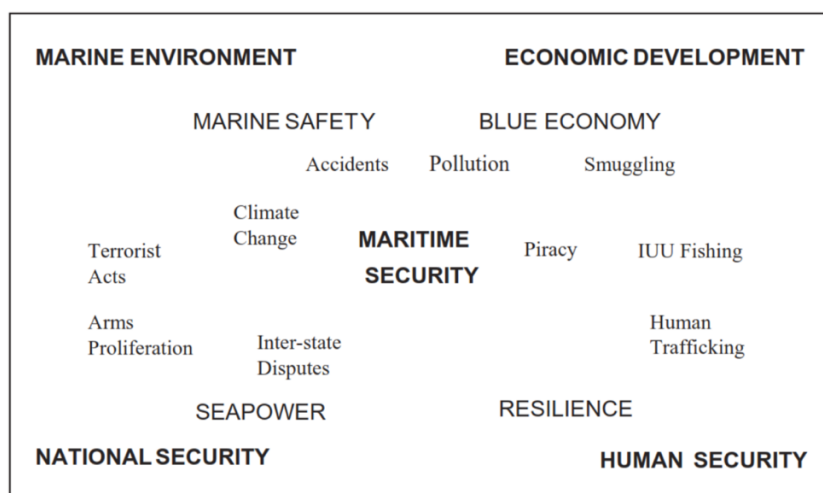 MARINE ENVIRONMENT
ECONOMIC DEVELOPMENT
MARINE SAFETY
BLUE ECONOMY
Accidents
Pollution
Smuggling
Climate
Change
MARITIME
SECURITY
Piracy
IUU Fishing
Terrorist
Acts
Arms
Proliferation
Inter-state
Disputes
Human
Trafficking
SEAPOWER
RESILIENCE
NATIONAL SECURITY
HUMAN SECURITY